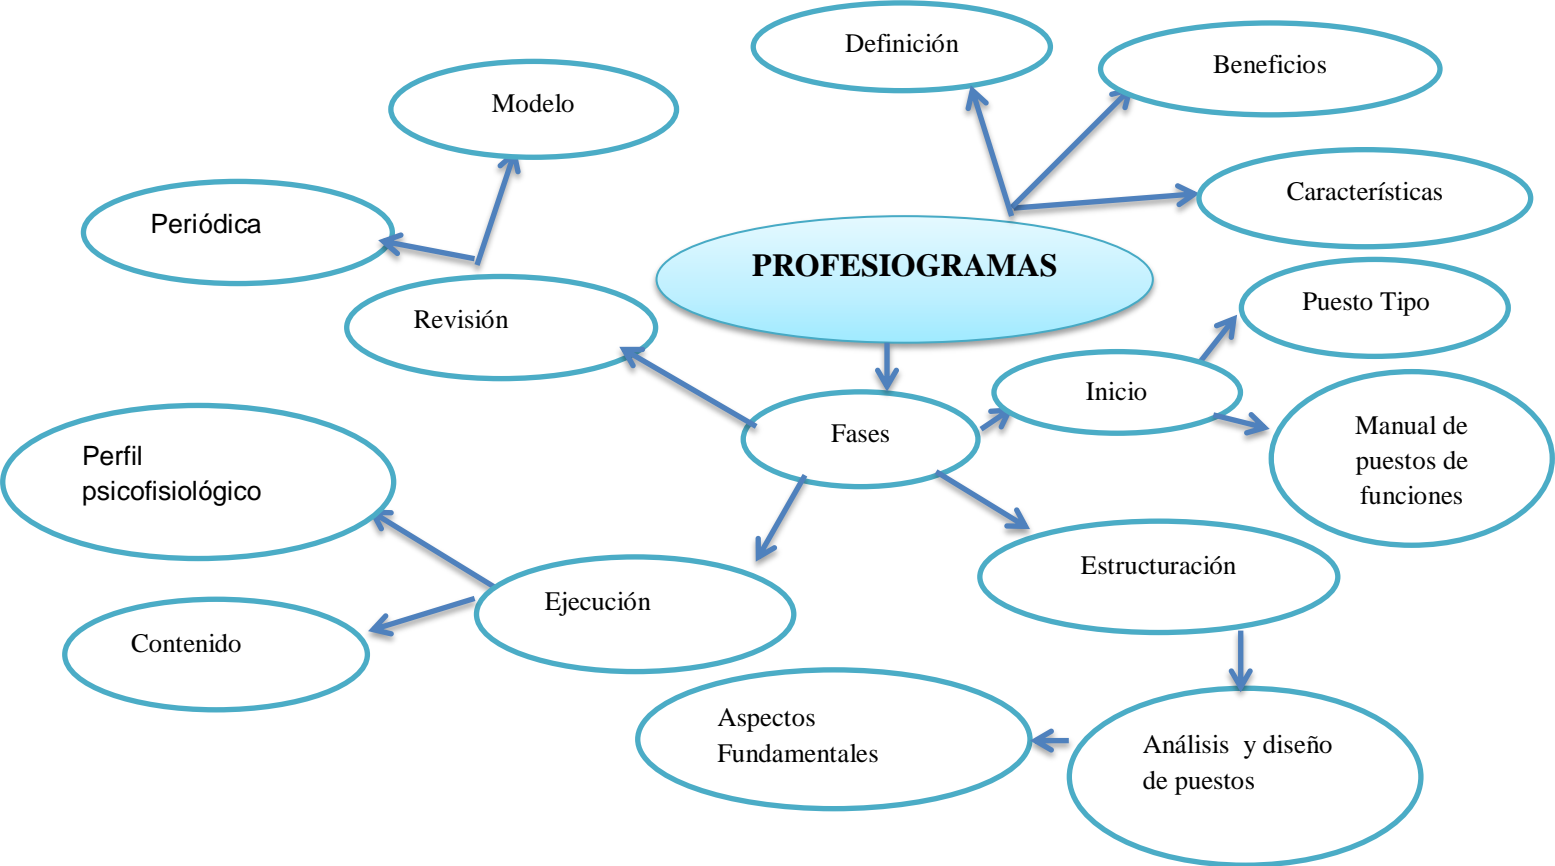 Definición
Beneficios
Modelo
Características
Periódica
PROFESIOGRAMAS
Puesto Tipo
Revisión
Inicio
Fases
Manual de
puestos de
funciones
Perfil
psicofisiológico
Estructuración
Ejecución
Contenido
Aspectos
Fundamentales
Análisis  y diseño
de puestos